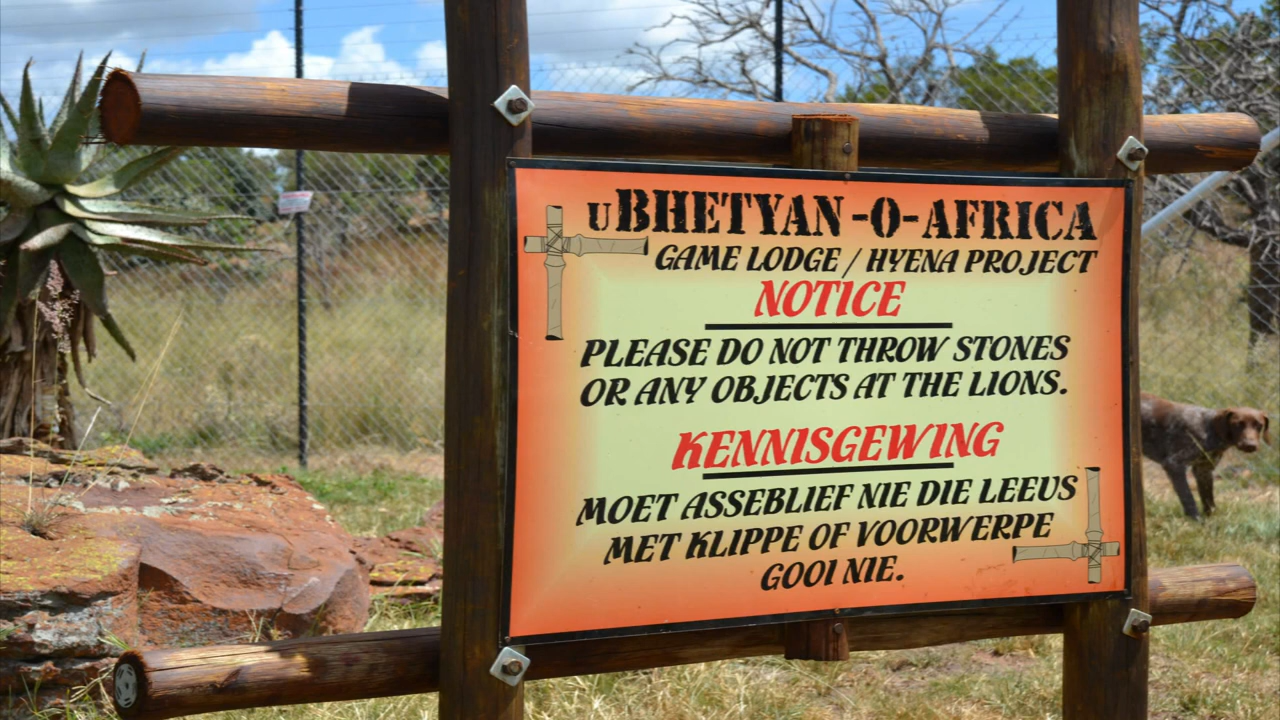 uBHETYAN-O-AFRICA
GAME LODGE / HYENA PROJECT
NOTICE
PLEASE DO NOT THROW STONES
OR ANY OBJECTS AT THE LIONS.
KENNISGEWING
MOET ASSEBLIEF NIE DIE LEEUS
MET KLIPPE OF VOORWERPE
GOOI NIE.